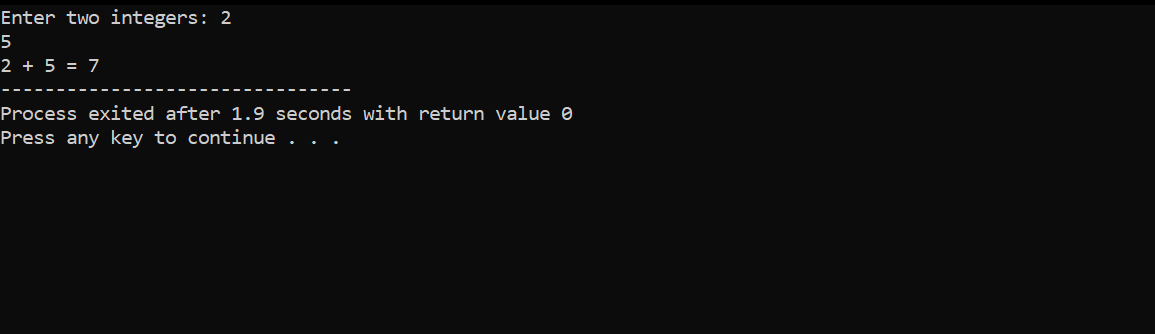 Enter two integers: 2
5
2 + 5 = 7
--------------------------------
Process exited after 1.9 seconds with return value 0
Press any key to continue . . .